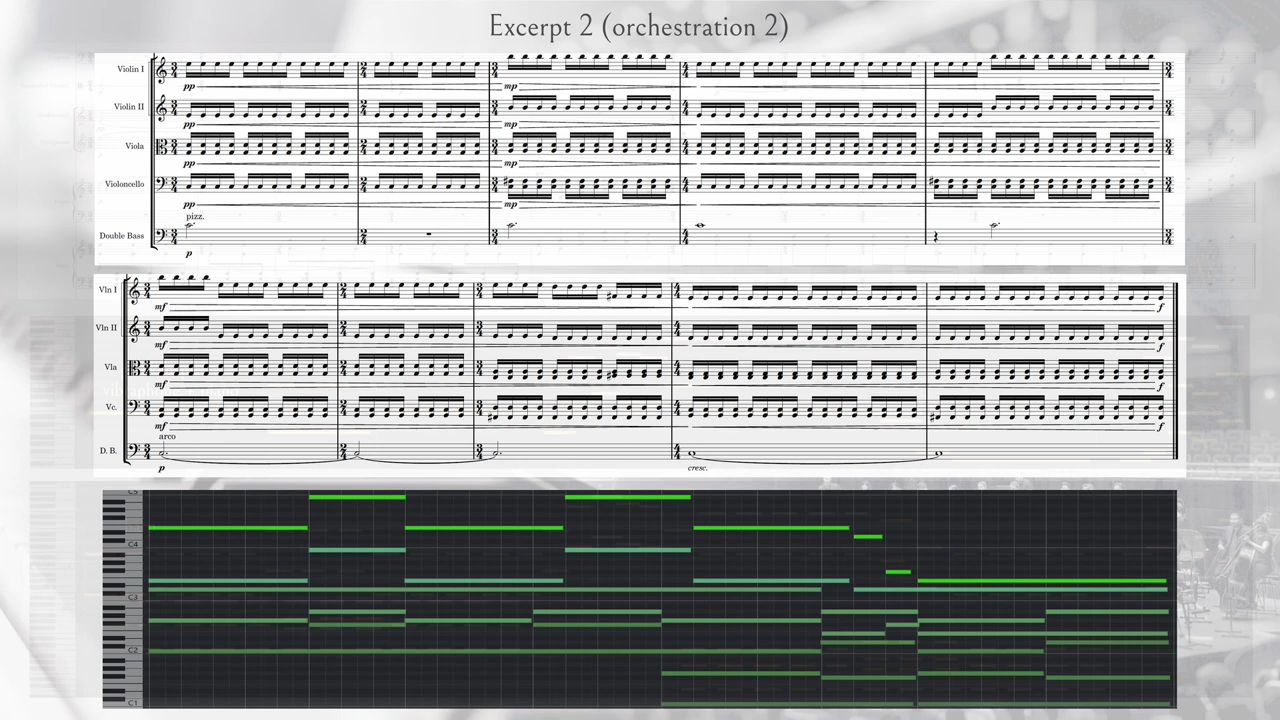 Excerpt 2 (orchestration 2)
Violin I
pp
mp
Violin II
pp
mp
Viola
pp
mp
Violoncello
pp
mp
pizz.
Double Bass
p
Vln I
mf
f
Vln II
mf
f
Vla
mf
f
Vc.
mf
f
arco
D. B.
p
cresc.
C5
C4
C3
C2
C1